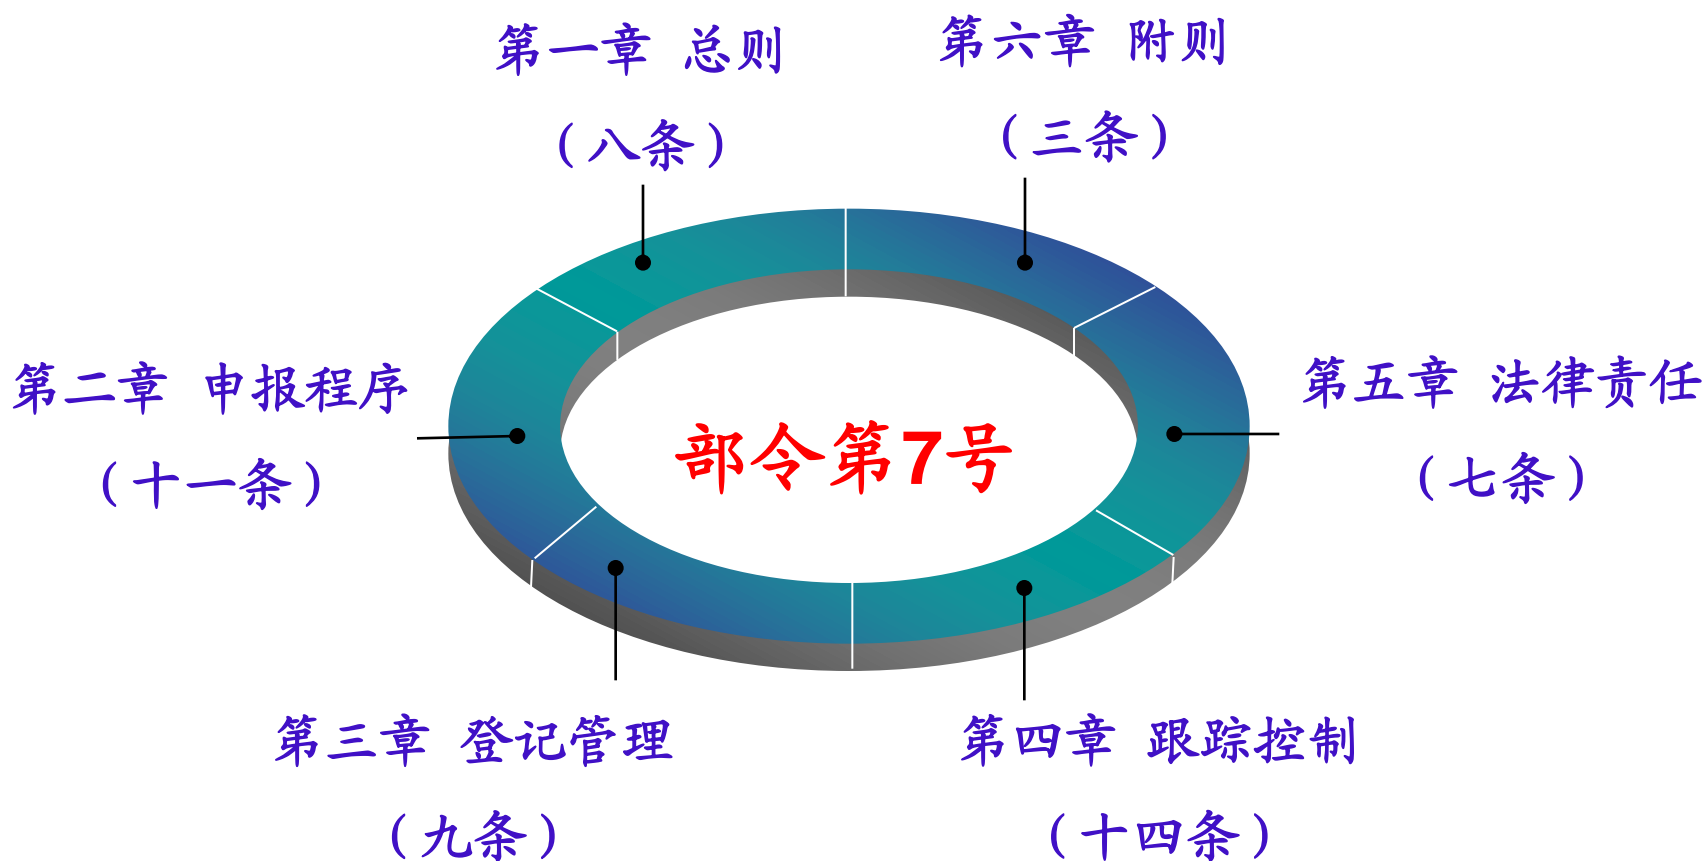 第一章 总则
（八条）
第六章 附则
（三条）
第二章 申报程序
（十一条）
部令第7号
第五章 法律责任
（七条）
第三章 登记管理
（九条）
第四章 跟踪控制
（十四条）